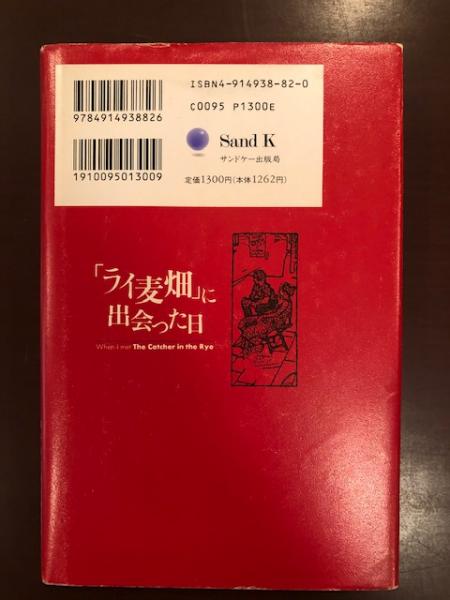 ISBN4-914938-82-0
C0095 P1300E
9784914938826
1910095013009
Sand K
サンドケー出版局
定価1300円(本体1262円)
「ライ麦畑」に
出会った日
When I met The Catcher in the Rye